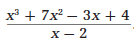 x³ + 7x² − 3x + 4
x − 2